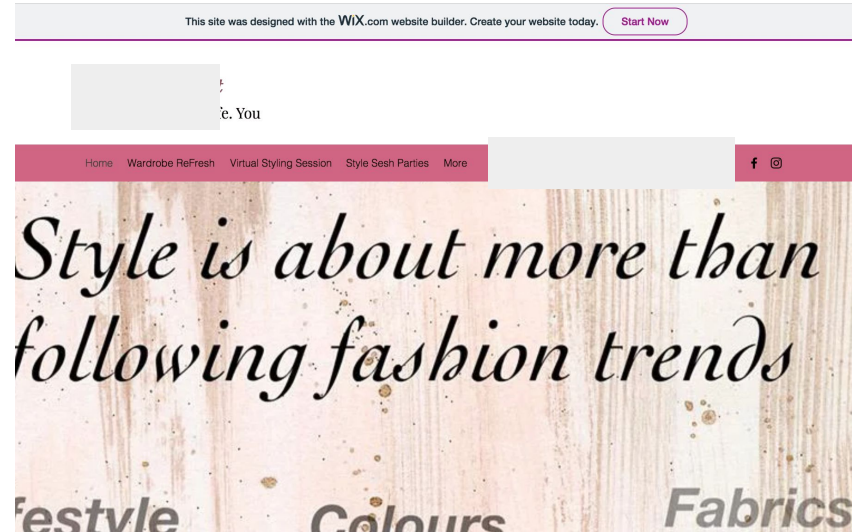 This site was designed with the WiX.com website builder. Create your website today. Start Now
You
Home Wardrobe ReFresh Virtual Styling Session Style Sesh Parties More
Style is about more than
following fashion trends
Colours Fabrics